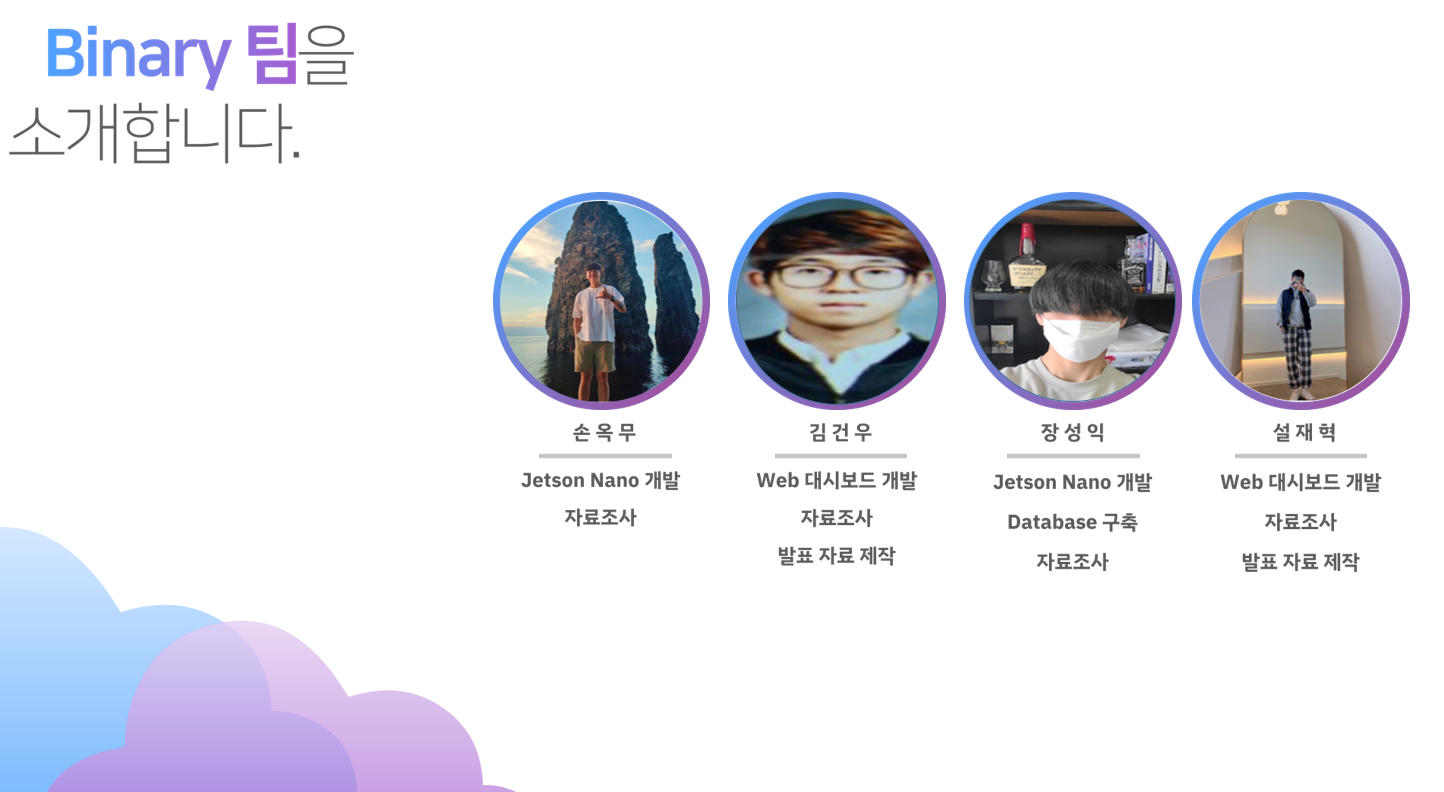 Binary 팀을
소개합니다.
손옥무
Jetson Nano 개발
자료조사
김건우
Web 대시보드 개발
자료조사
발표 자료 제작
장성익
Jetson Nano 개발
Database 구축
자료조사
설재혁
Web 대시보드 개발
자료조사
발표 자료 제작